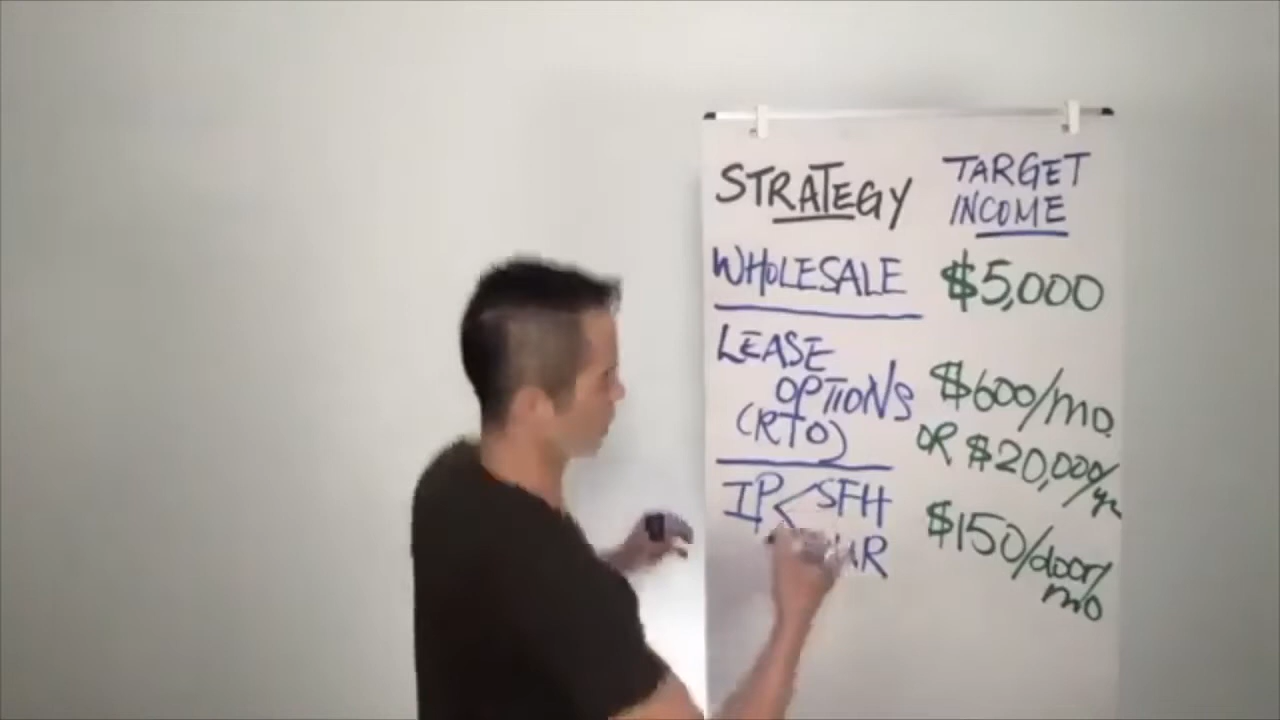 STRATEGY
TARGET
INCOME
WHOLESALE
$5,000
LEASE
OPTIONS
(RTO)
$600/mo.
OR $20,000/yr
IP < SFH
$150/door/
mo